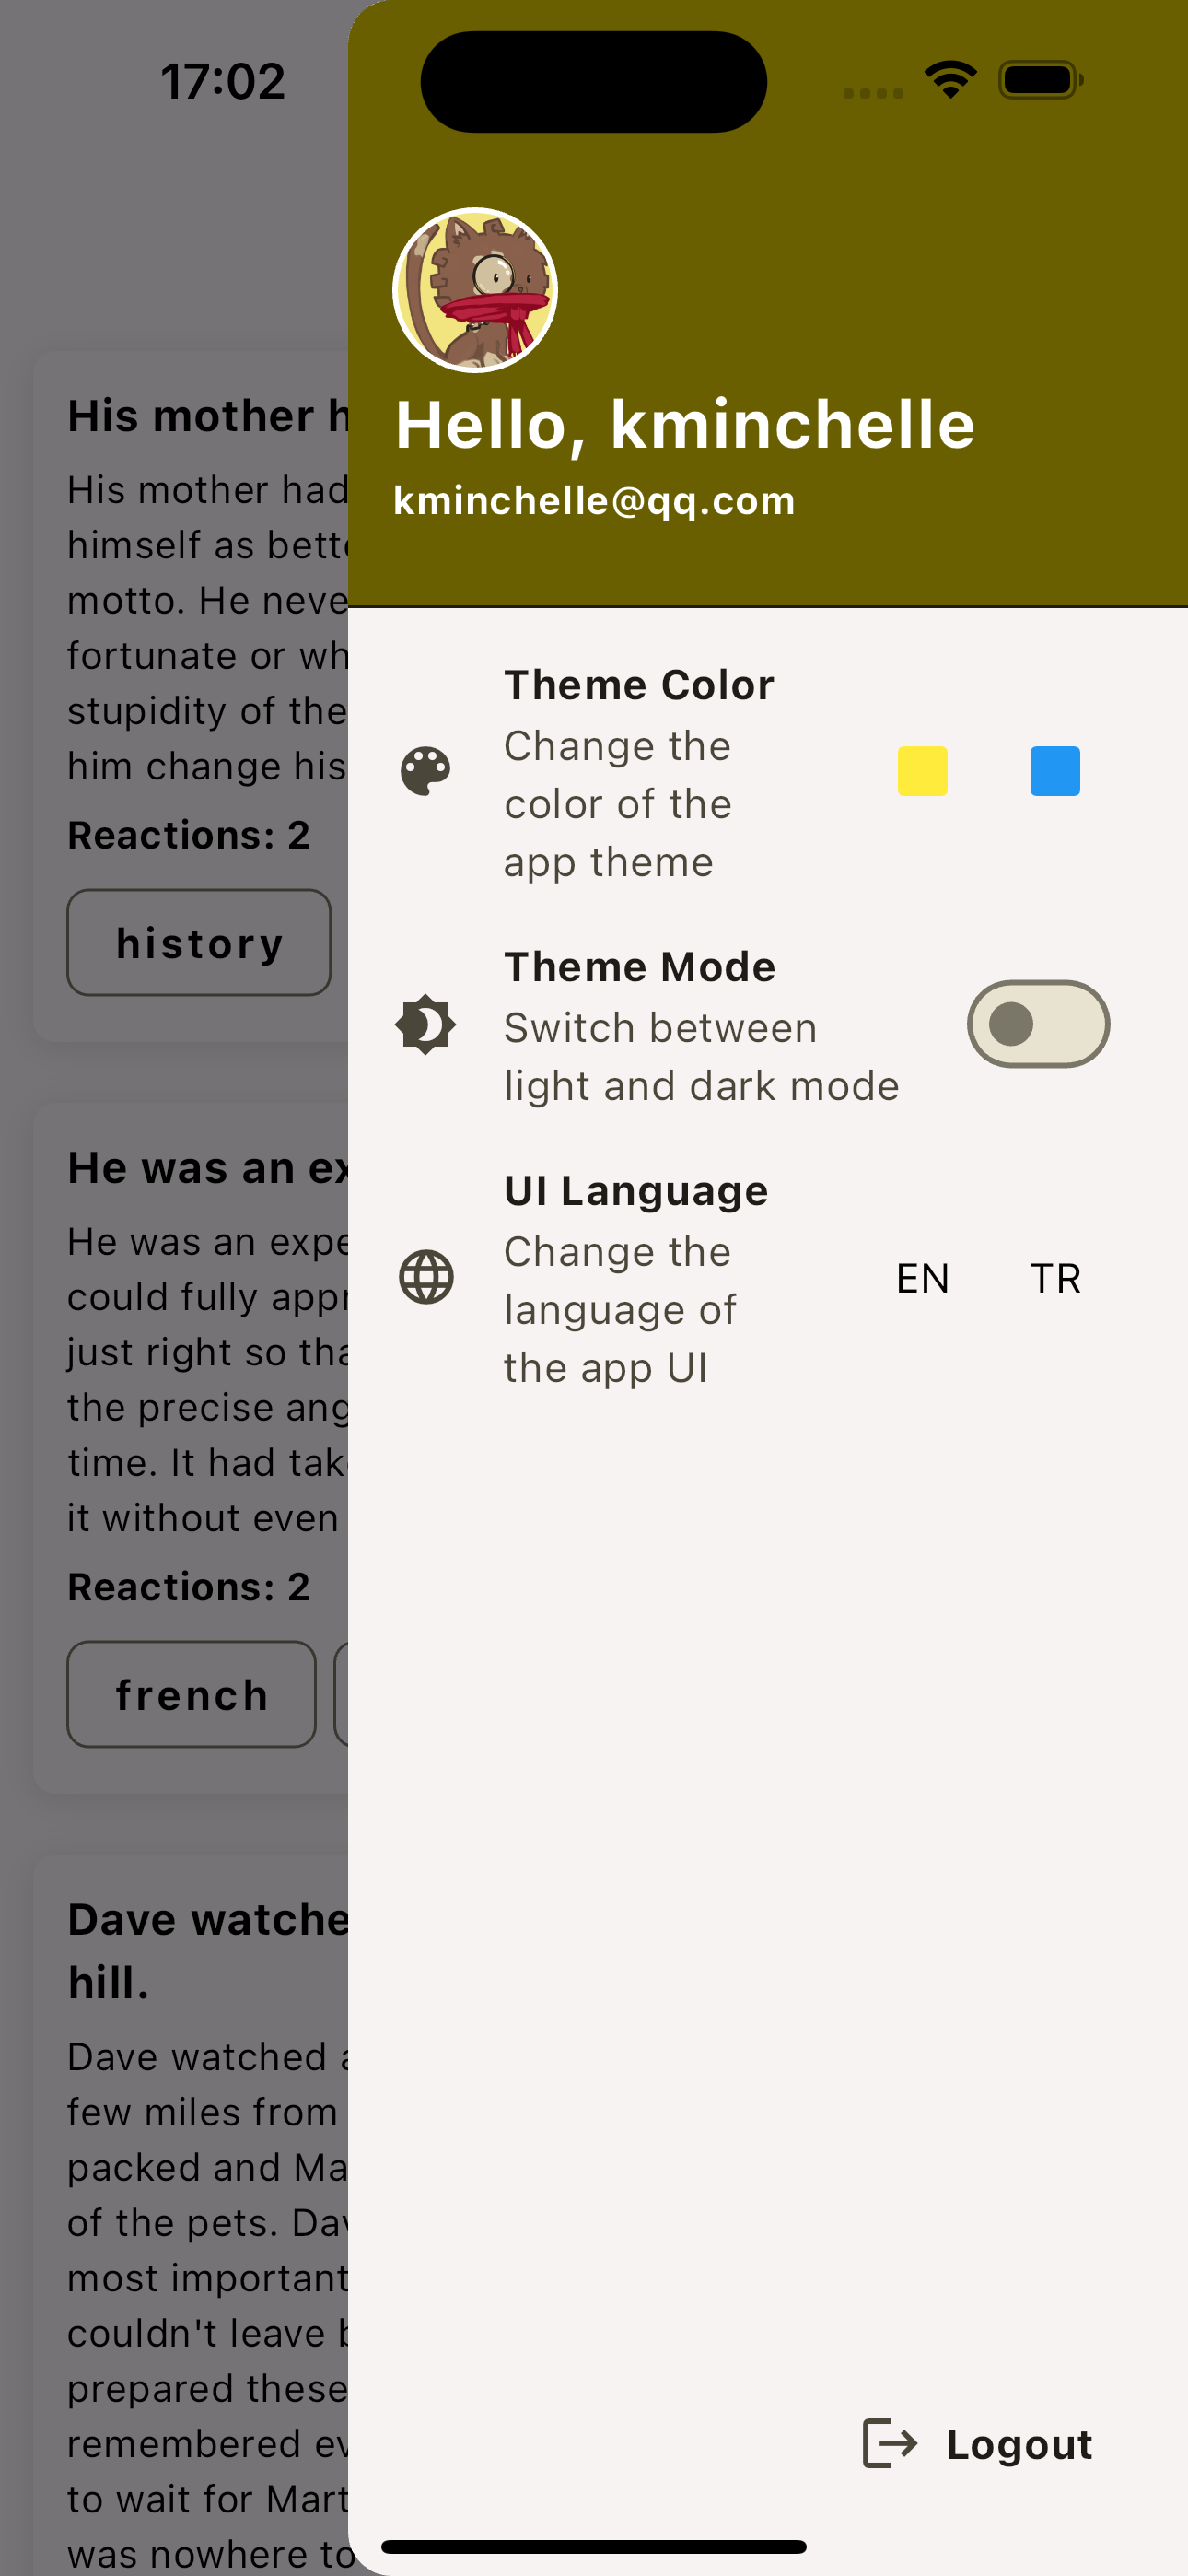 17:02
His mother h
His mother had
himself as bett
motto. He neve
fortunate or wh
stupidity of the
him change his
Reactions: 2
history
He was an ex
He was an expe
could fully appr
just right so tha
the precise ang
time. It had tak
it without even
Reactions: 2
french
Dave watche
hill.
Dave watched a
few miles from
packed and Ma
of the pets. Dav
most important
couldn't leave b
prepared these
remembered ev
to wait for Mart
was nowhere to
Hello, kminchelle
kminchelle@qq.com
Theme Color
Change the
color of the
app theme
Theme Mode
Switch between
light and dark mode
UI Language
Change the
language of
the app UI
EN TR
Logout